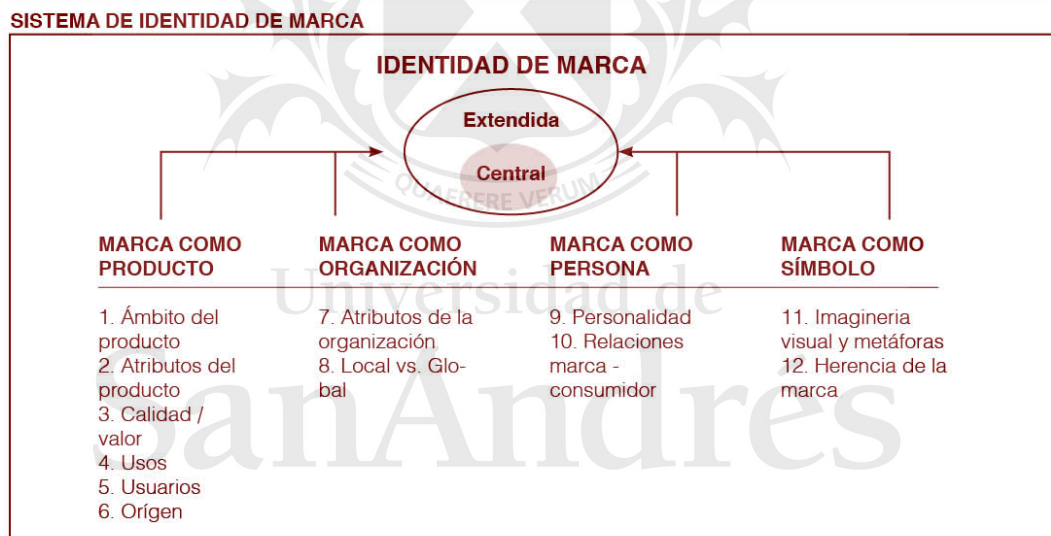 SISTEMA DE IDENTIDAD DE MARCA
IDENTIDAD DE MARCA
Extendida
Central
QUAERERE VERUM
MARCA COMO
PRODUCTO
1. Ámbito del
producto
2. Atributos del
producto
3. Calidad /
valor
4. Usos
5. Usuarios
6. Orígen
MARCA COMO
ORGANIZACIÓN
7. Atributos de la
organización
8. Local vs. Glo-
bal
MARCA COMO
PERSONA
9. Personalidad
10. Relaciones
marca -
consumidor
MARCA COMO
SÍMBOLO
11. Imagineria
visual y metáforas
12. Herencia de la
marca
Universidad de
SanAndrés